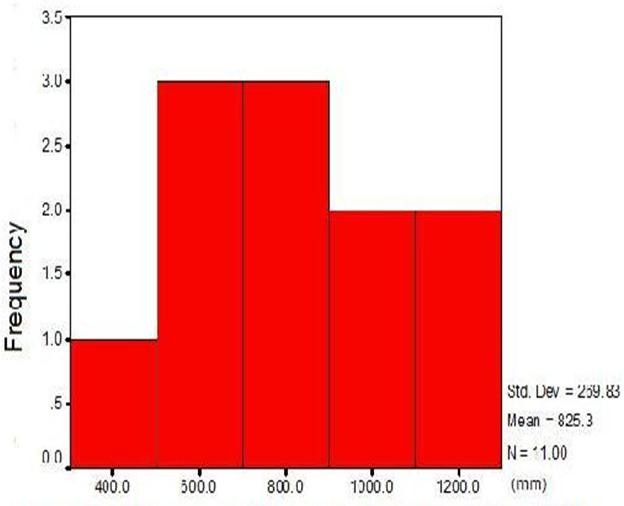 Frequency
3.5
3.0
2.5
2.0
1.5
1.0
.5
0.0
400.0 600.0 800.0 1000.0 1200.0
Std. Dev = 269.83
Mean = 825.3
N = 11.00
(mm)